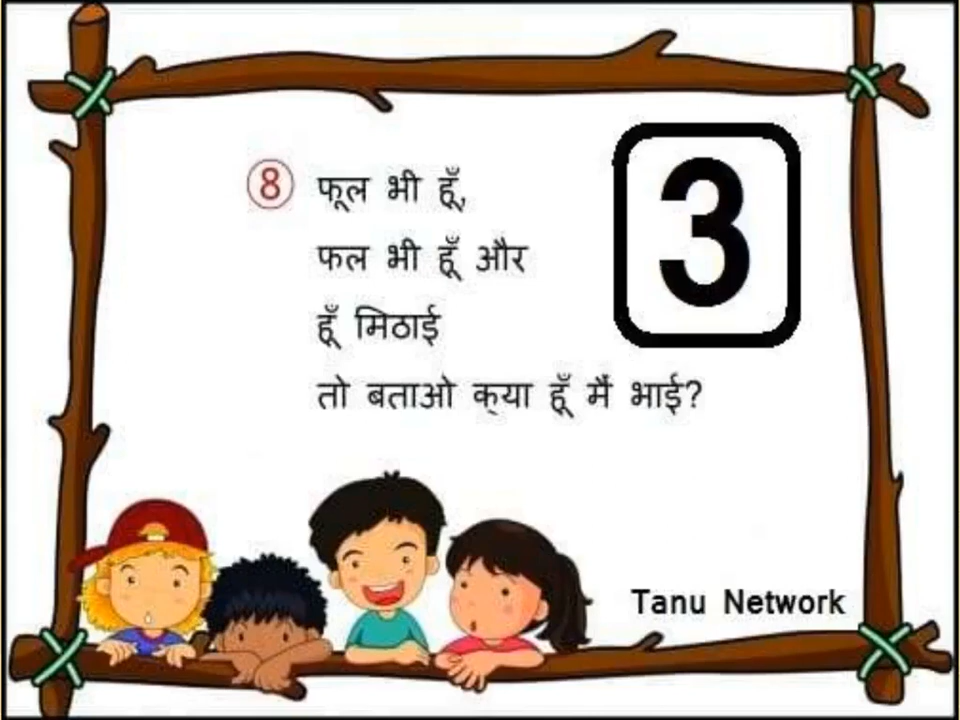 8 फूल भी हूँ,
फल भी हूँ और
हूँ मिठाई
तो बताओ क्या हूँ मैं भाई?
3
Tanu Network